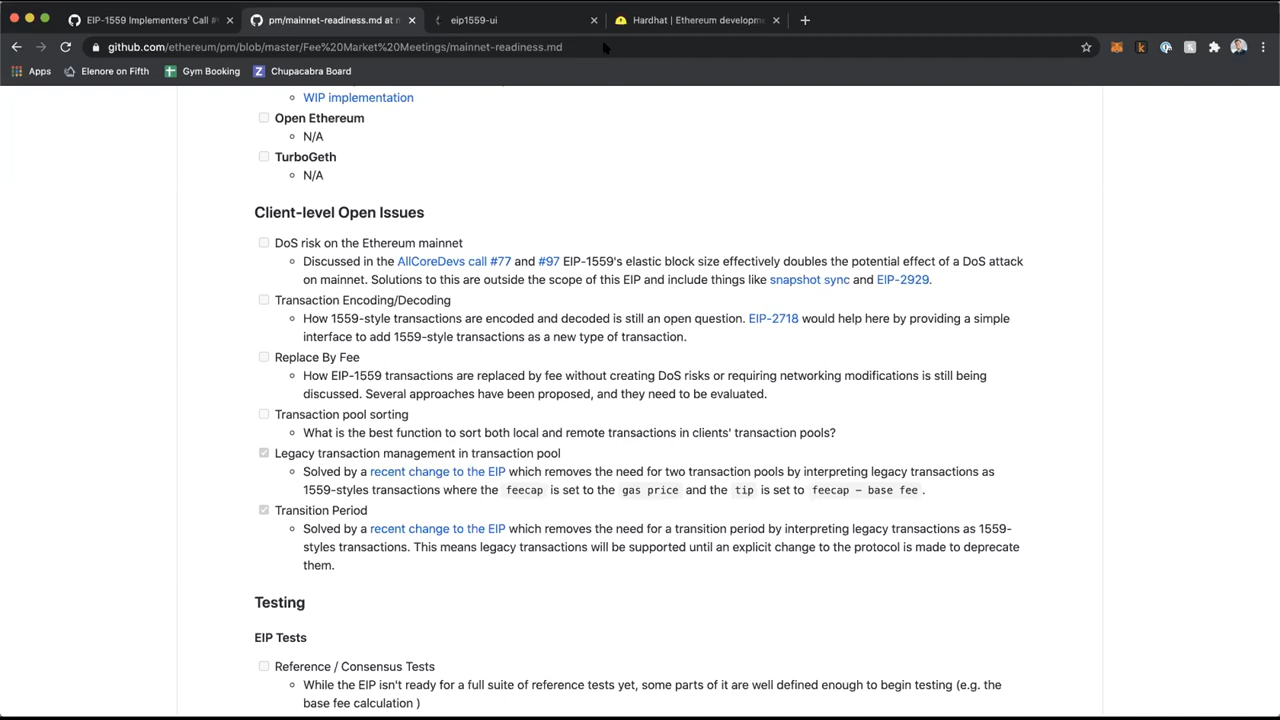 EIP-1559 Implementers' Call #
pm/mainnet-readiness.md at m
eip1559-ui
Hardhat | Ethereum developme
github.com/ethereum/pm/blob/master/Fee%20Market%20Meetings/mainnet-readiness.md
Apps
Elenore on Fifth
Gym Booking
Chupacabra Board
WIP implementation
Open Ethereum
N/A
TurboGeth
N/A
Client-level Open Issues
DoS risk on the Ethereum mainnet
Discussed in the AllCoreDevs call #77 and #97 EIP-1559's elastic block size effectively doubles the potential effect of a DoS attack
on mainnet. Solutions to this are outside the scope of this EIP and include things like snapshot sync and EIP-2929.
Transaction Encoding/Decoding
How 1559-style transactions are encoded and decoded is still an open question. EIP-2718 would help here by providing a simple
interface to add 1559-style transactions as a new type of transaction.
Replace By Fee
How EIP-1559 transactions are replaced by fee without creating DoS risks or requiring networking modifications is still being
discussed. Several approaches have been proposed, and they need to be evaluated.
Transaction pool sorting
What is the best function to sort both local and remote transactions in clients' transaction pools?
Legacy transaction management in transaction pool
Solved by a recent change to the EIP which removes the need for two transaction pools by interpreting legacy transactions as
1559-styles transactions where the feecap is set to the gas price and the tip is set to feecap - base fee.
Transition Period
Solved by a recent change to the EIP which removes the need for a transition period by interpreting legacy transactions as 1559-
styles transactions. This means legacy transactions will be supported until an explicit change to the protocol is made to deprecate
them.
Testing
EIP Tests
Reference / Consensus Tests
While the EIP isn't ready for a full suite of reference tests yet, some parts of it are well defined enough to begin testing (e.g. the
base fee calculation )